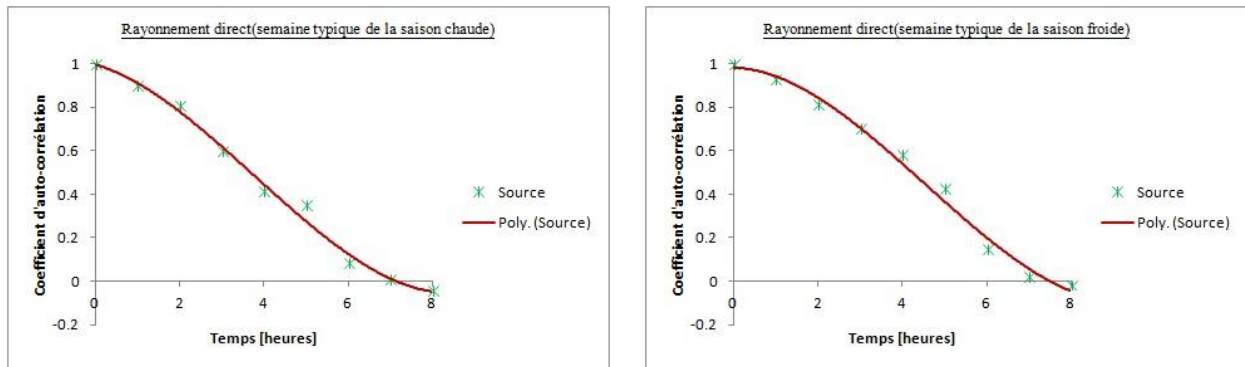 Rayonnement direct(semaine typique de la saison chaude)
1
0.8
0.6
0.4
0.2
0
-0.2
0 2 4 6 8
Coefficient d'auto-corrélation
Temps [heures]
Source
Poly. (Source)
Rayonnement direct(semaine typique de la saison froide)
1
0.8
0.6
0.4
0.2
0
-0.2
0 2 4 6 8
Coefficient d'auto-corrélation
Temps [heures]
Source
Poly. (Source)